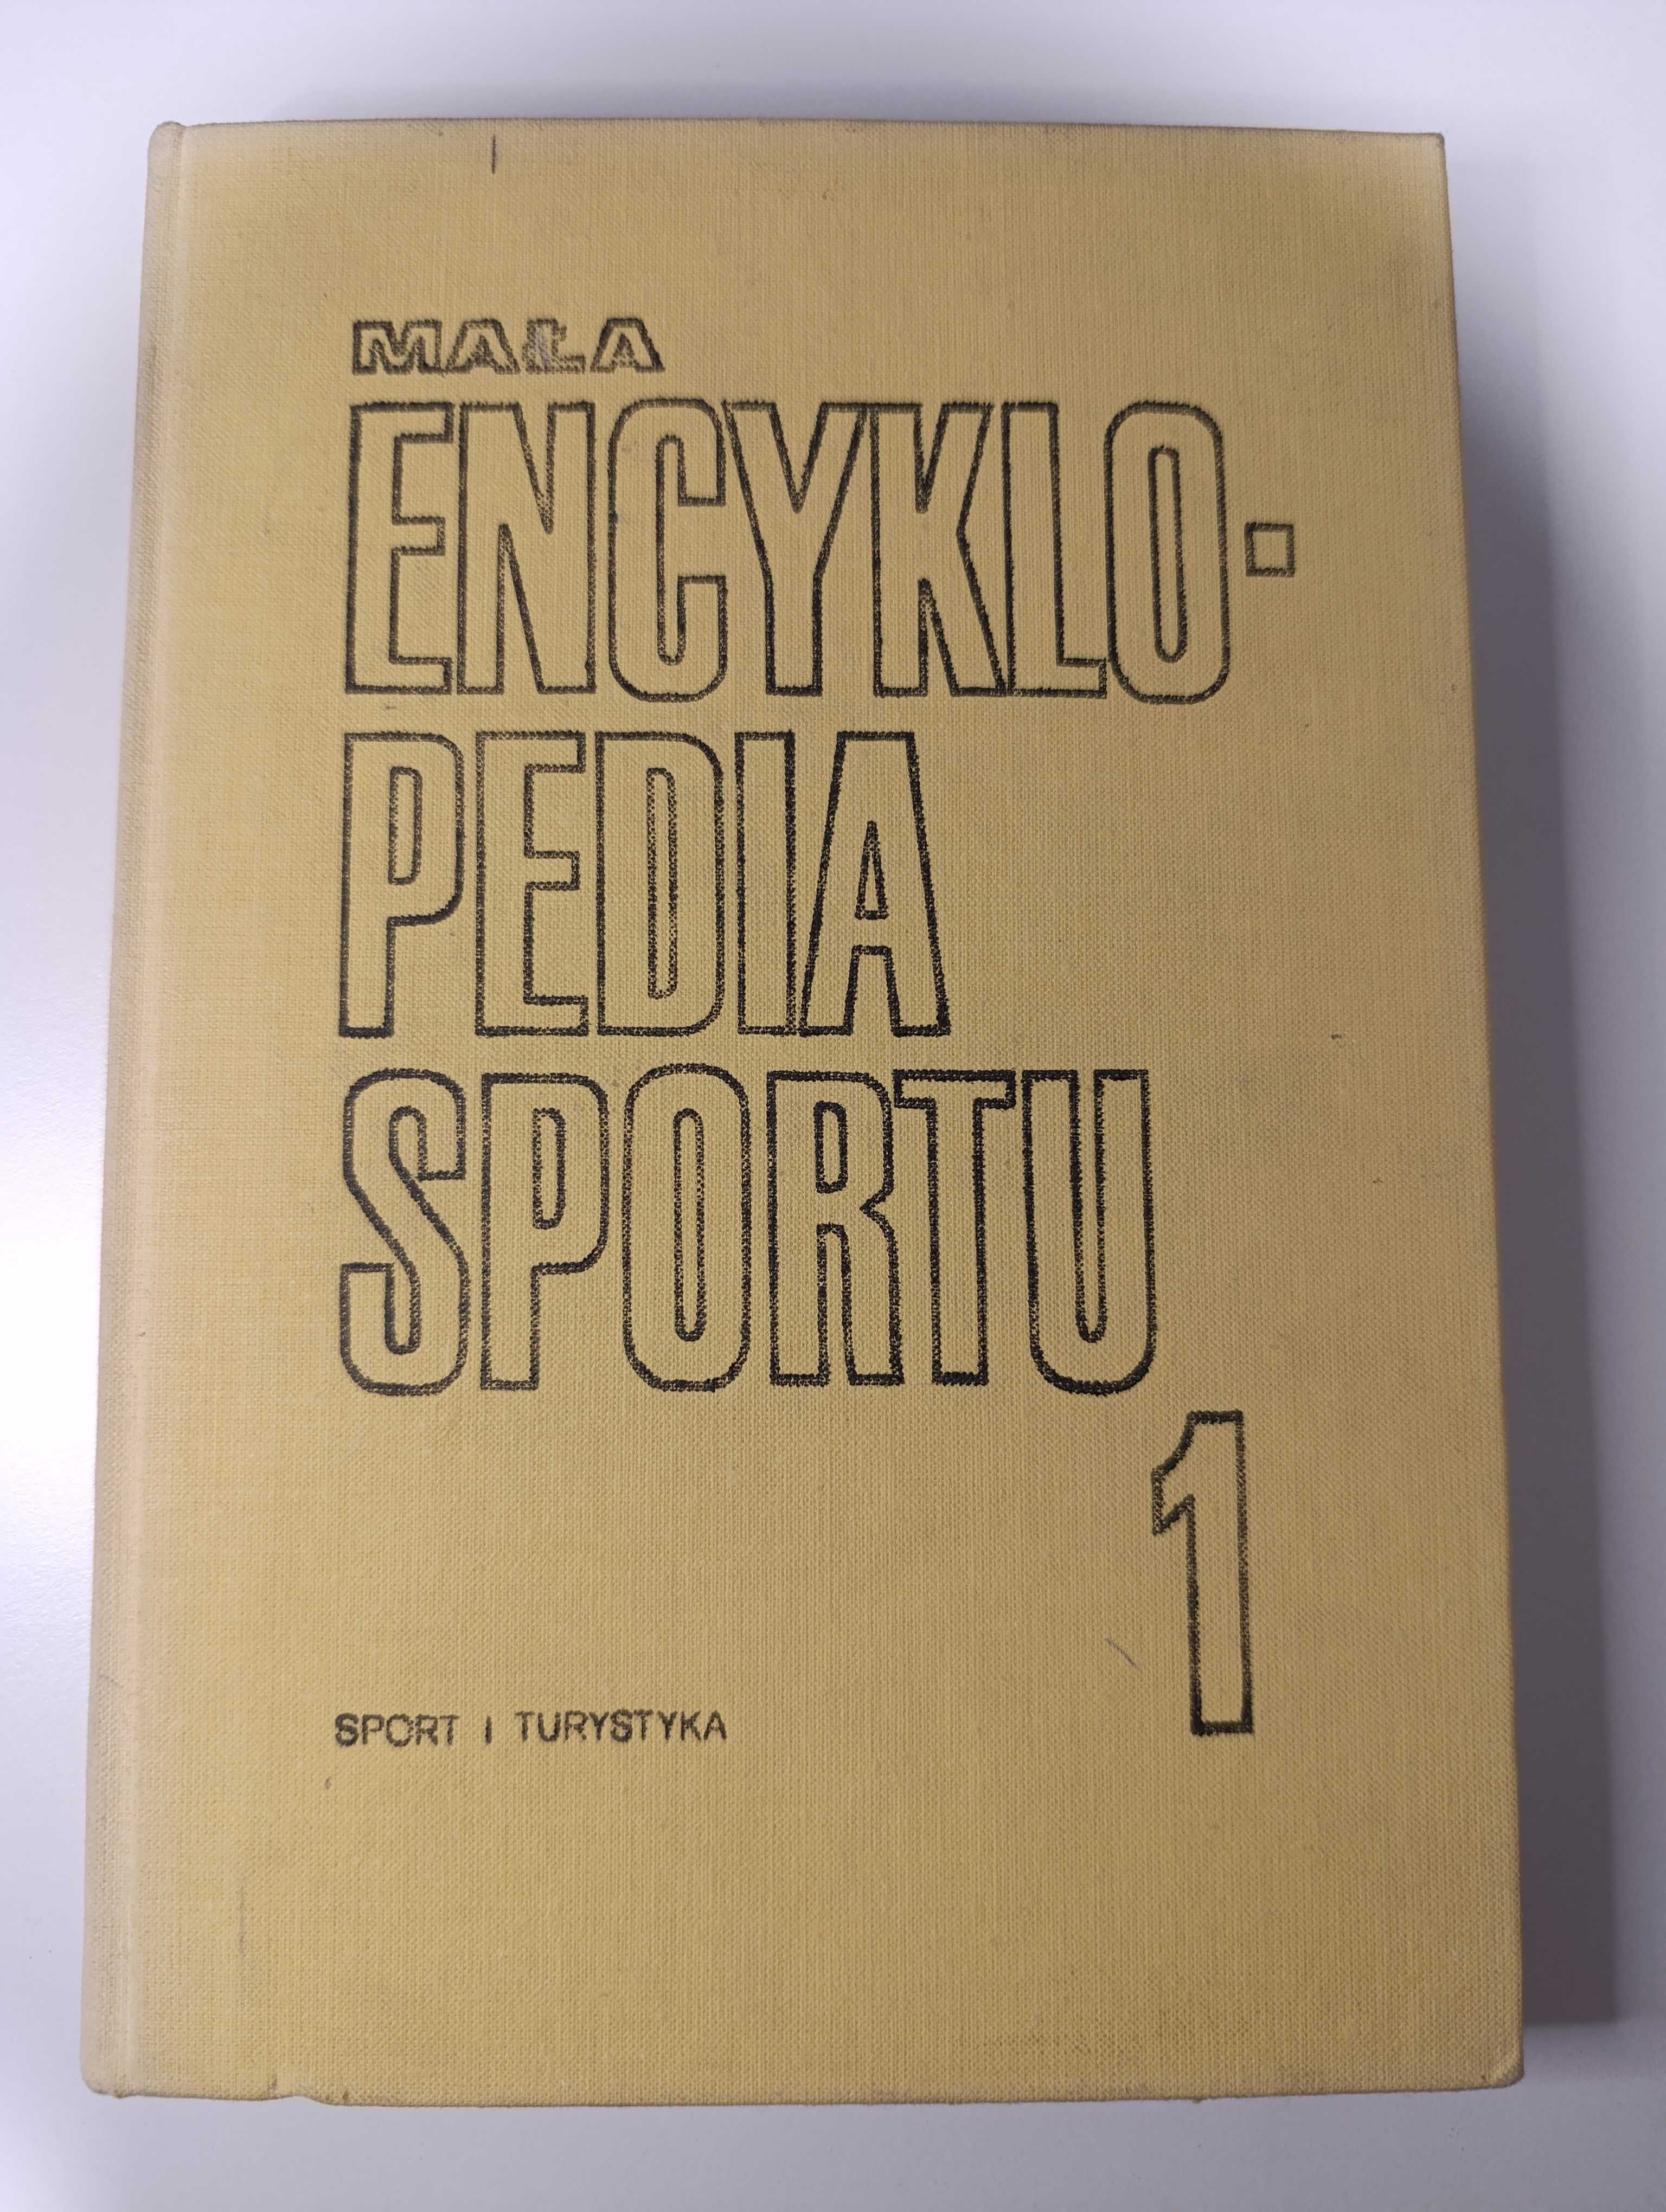 MAŁA
ENCYKLO-
PEDIA
SPORTU
1
SPORT I TURYSTYKA